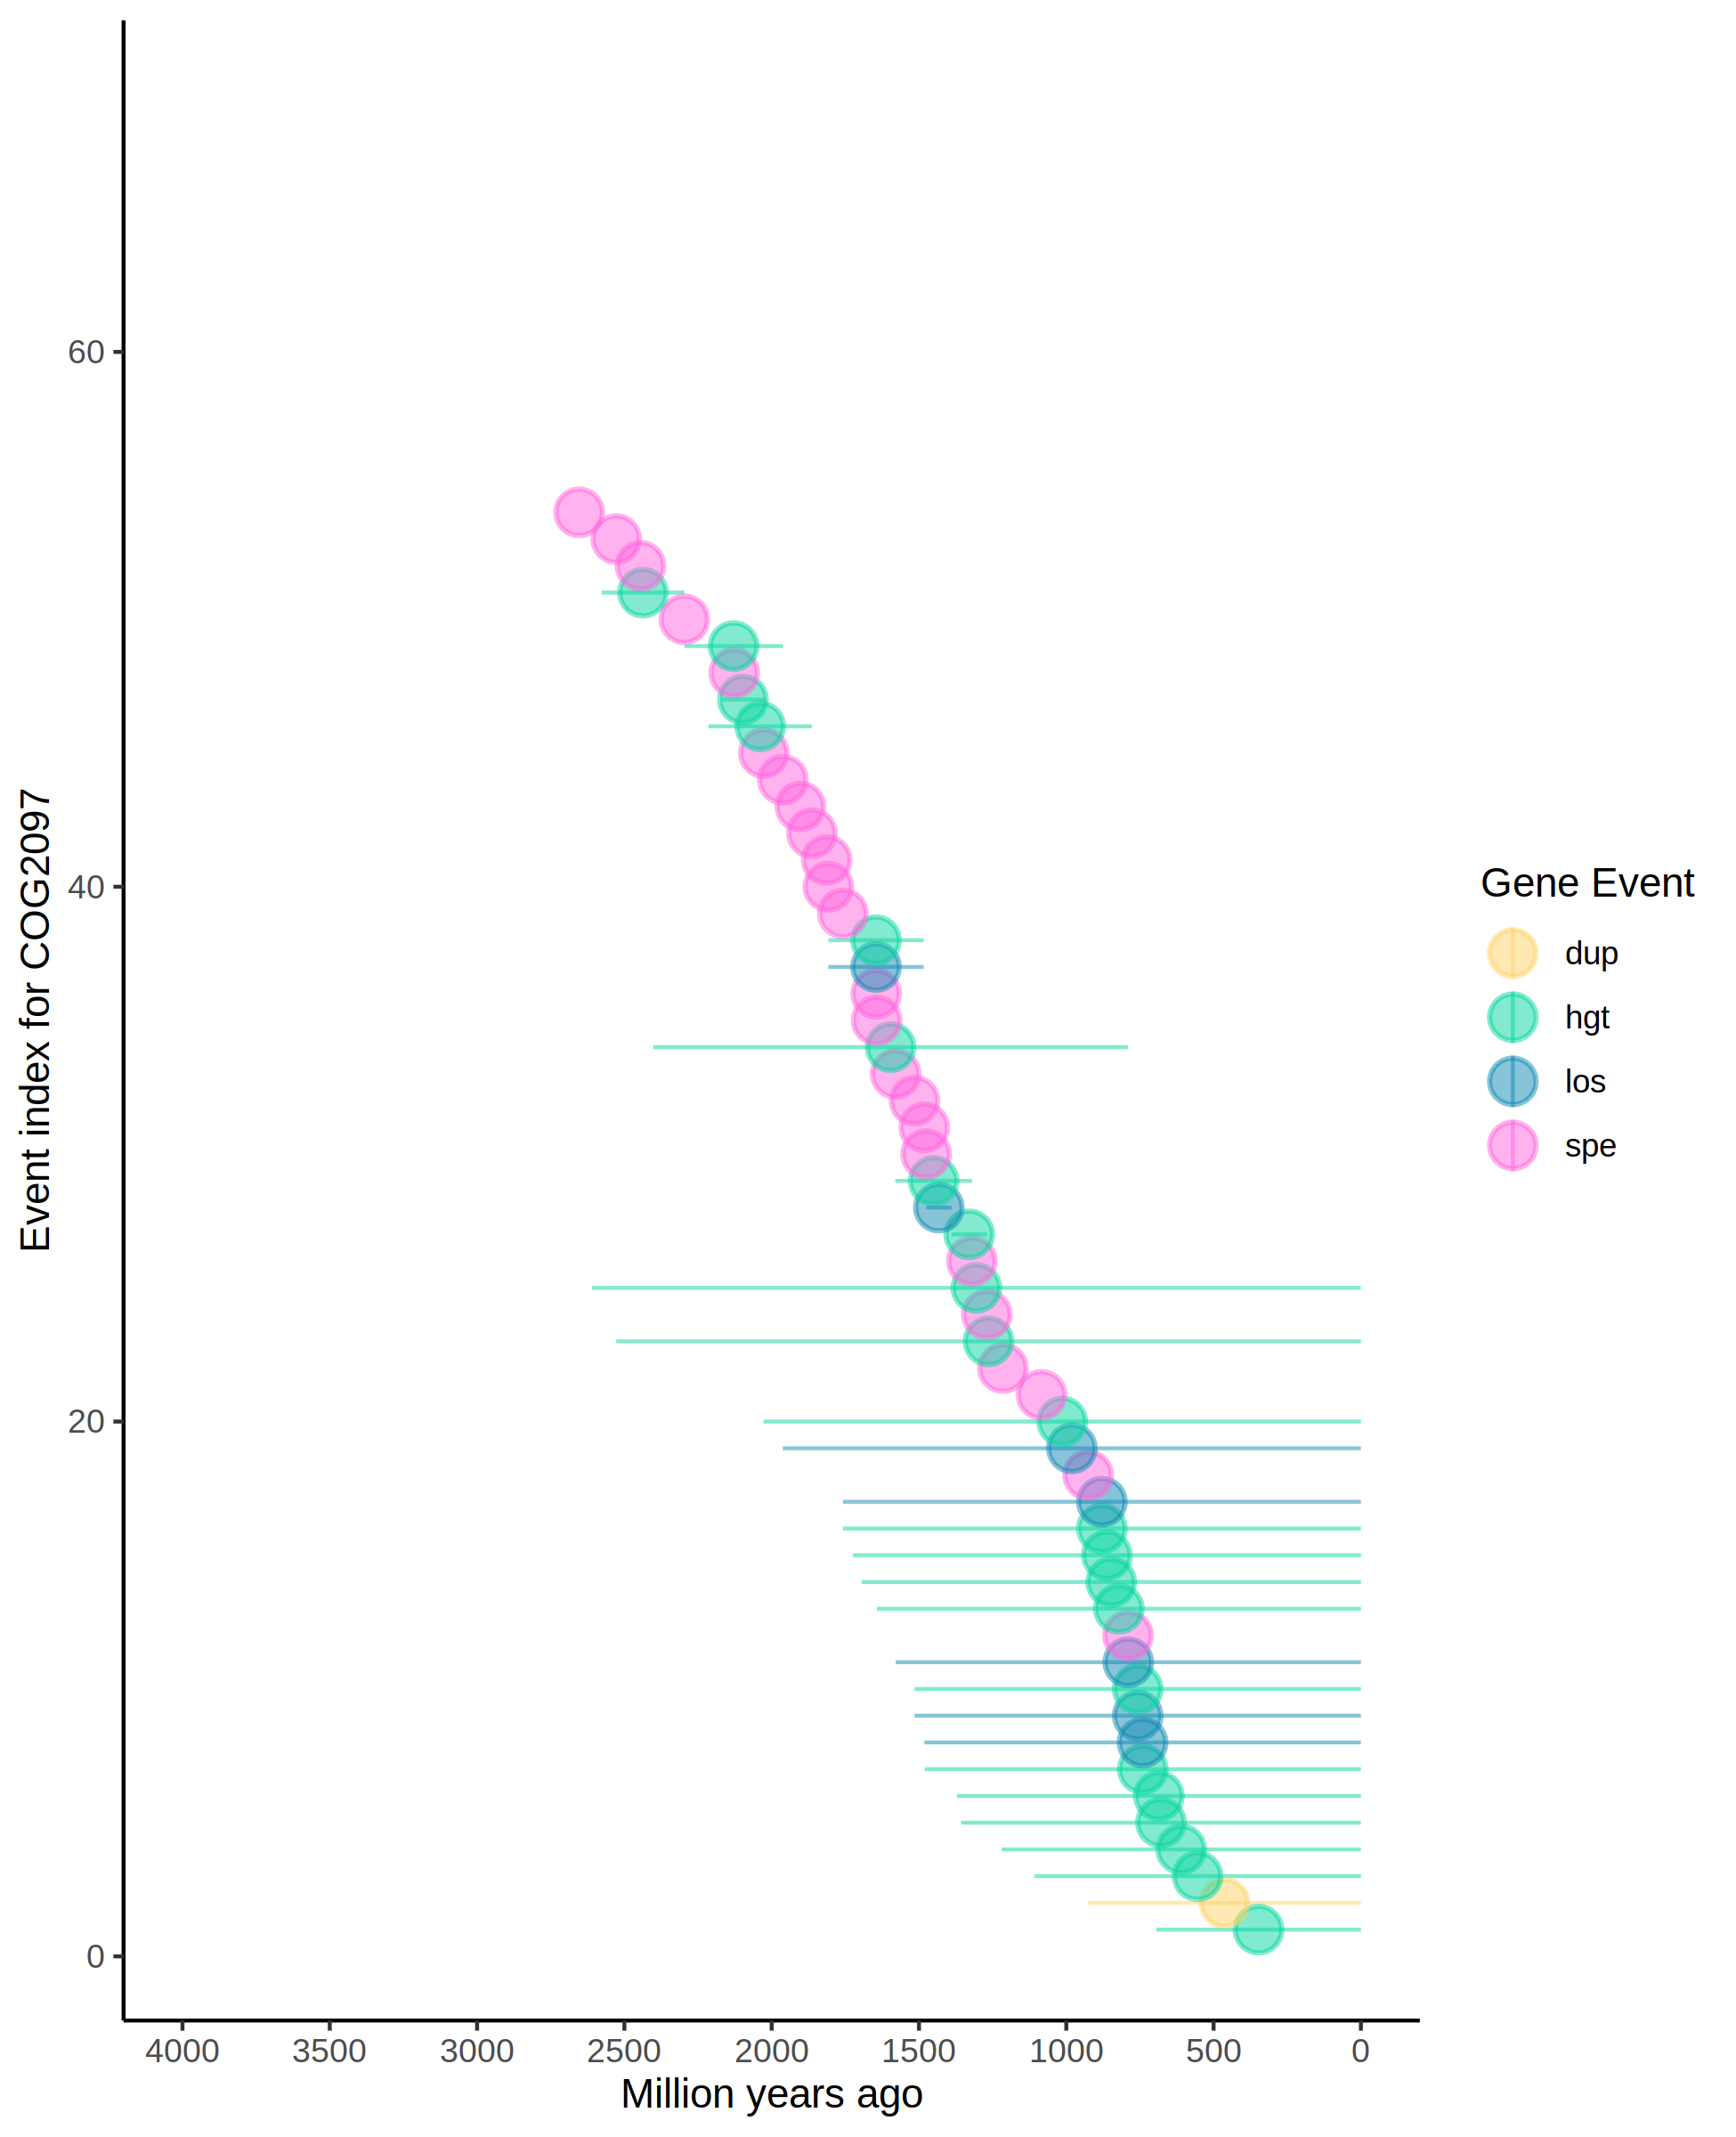 60
40
20
0
Event index for COG2097
4000 3500 3000 2500 2000 1500 1000 500 0
Million years ago
Gene Event
dup
hgt
los
spe